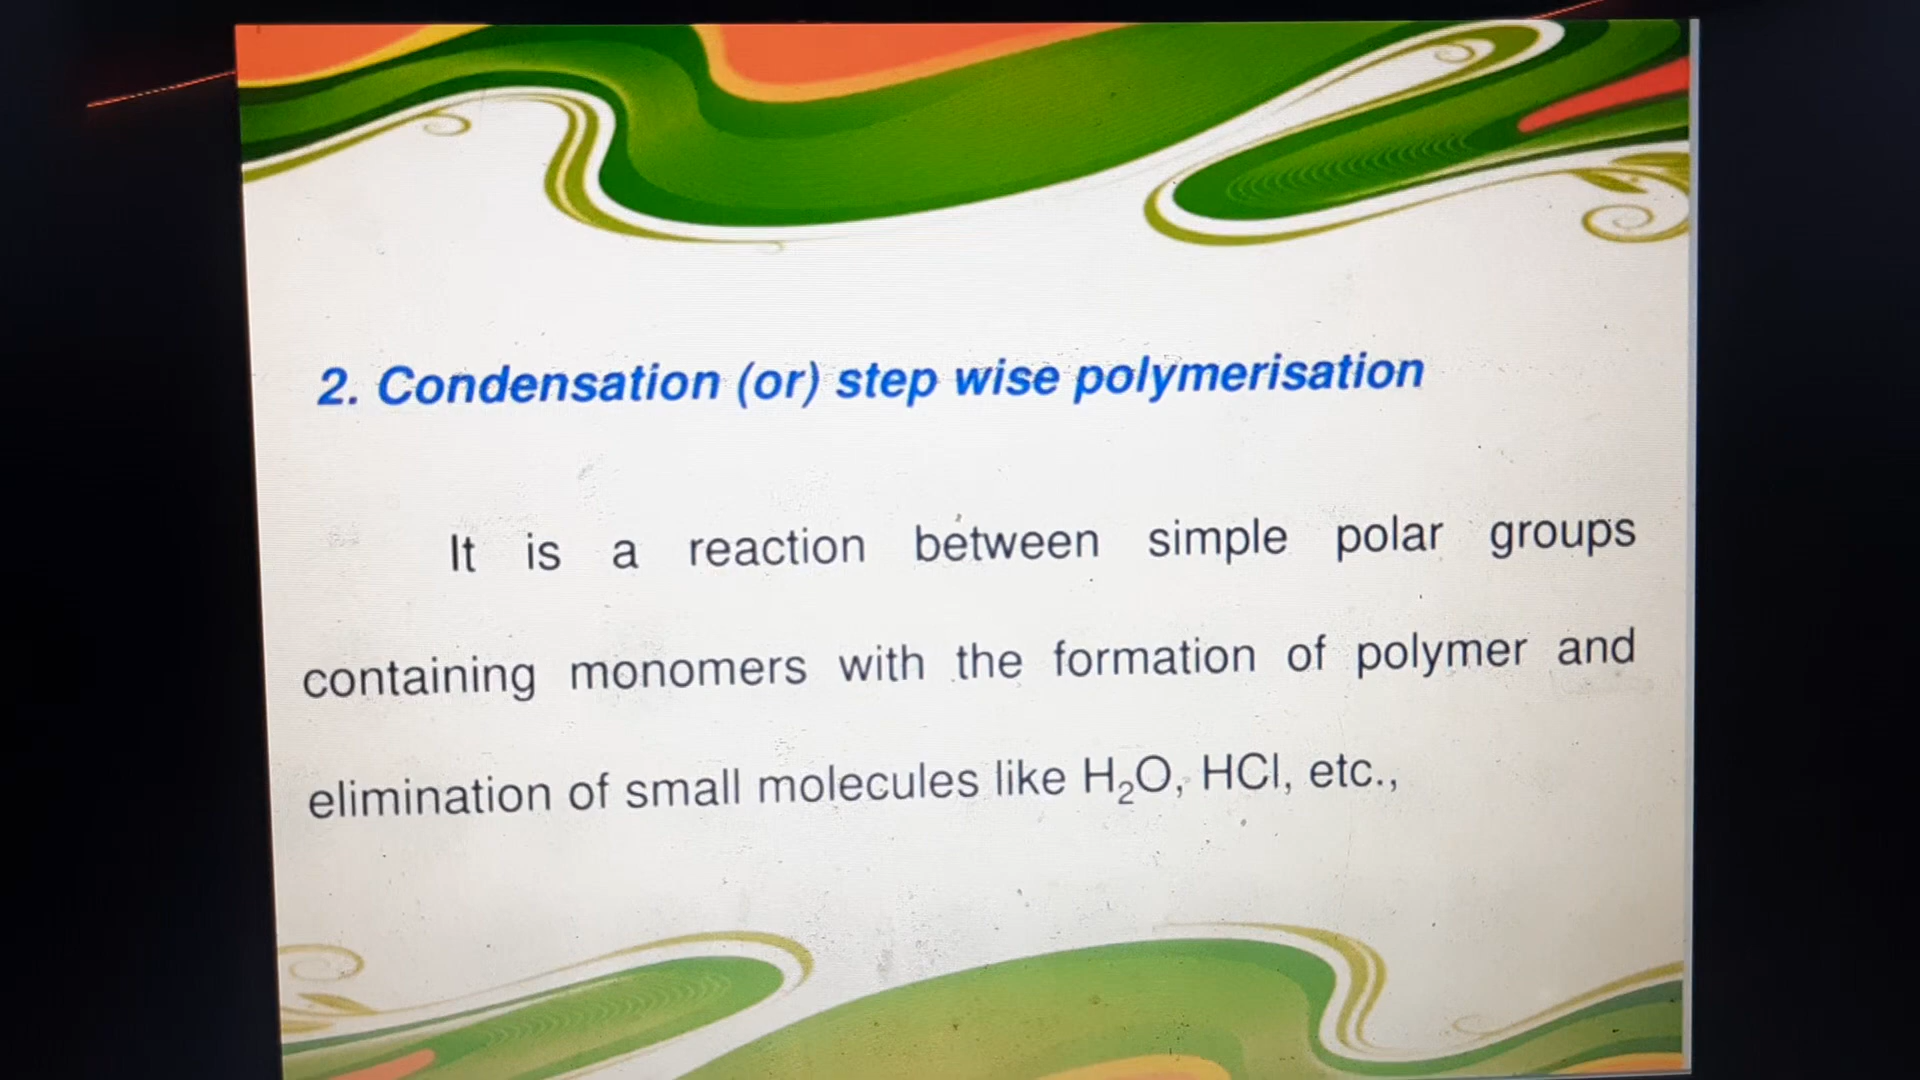 2. Condensation (or) step wise polymerisation
It is a reaction between simple polar groups
containing monomers with the formation of polymer and
elimination of small molecules like H₂O, HCl, etc.,